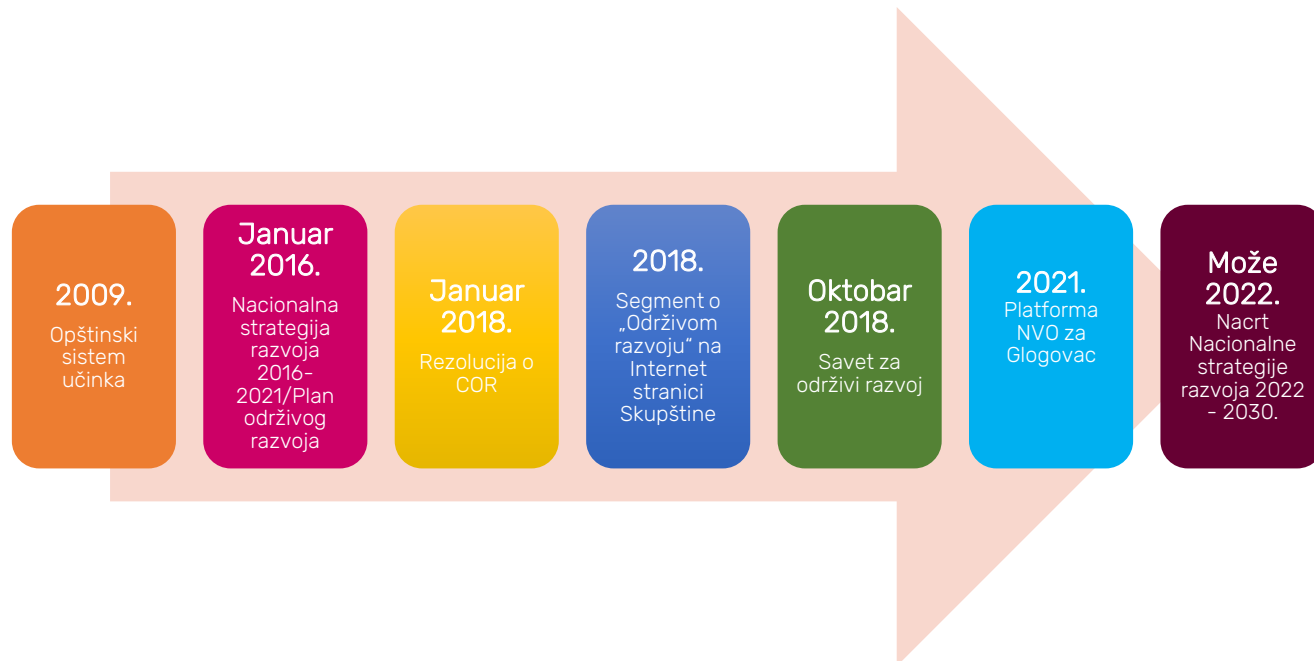 2009.
Opštinski
sistem
učinka
Januar
2016.
Nacionalna
strategija
razvoja
2016-
2021/Plan
održivog
razvoja
Januar
2018.
Rezolucija o
COR
2018.
Segment o
„Održivom
razvoju“ na
Internet
stranici
Skupštine
Oktobar
2018.
Savet za
održivi razvoj
2021.
Platforma
NVO za
Glogovac
Može
2022.
Nacrt
Nacionalne
strategije
razvoja 2022
- 2030.